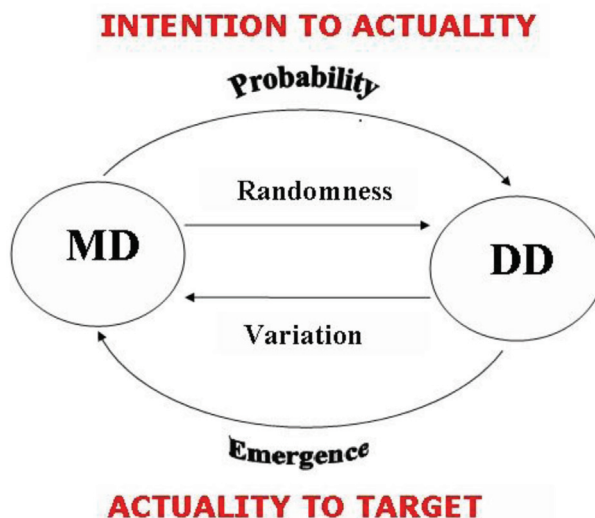 INTENTION TO ACTUALITY
Probability
Randomness
MD
DD
Variation
Emergence
ACTUALITY TO TARGET